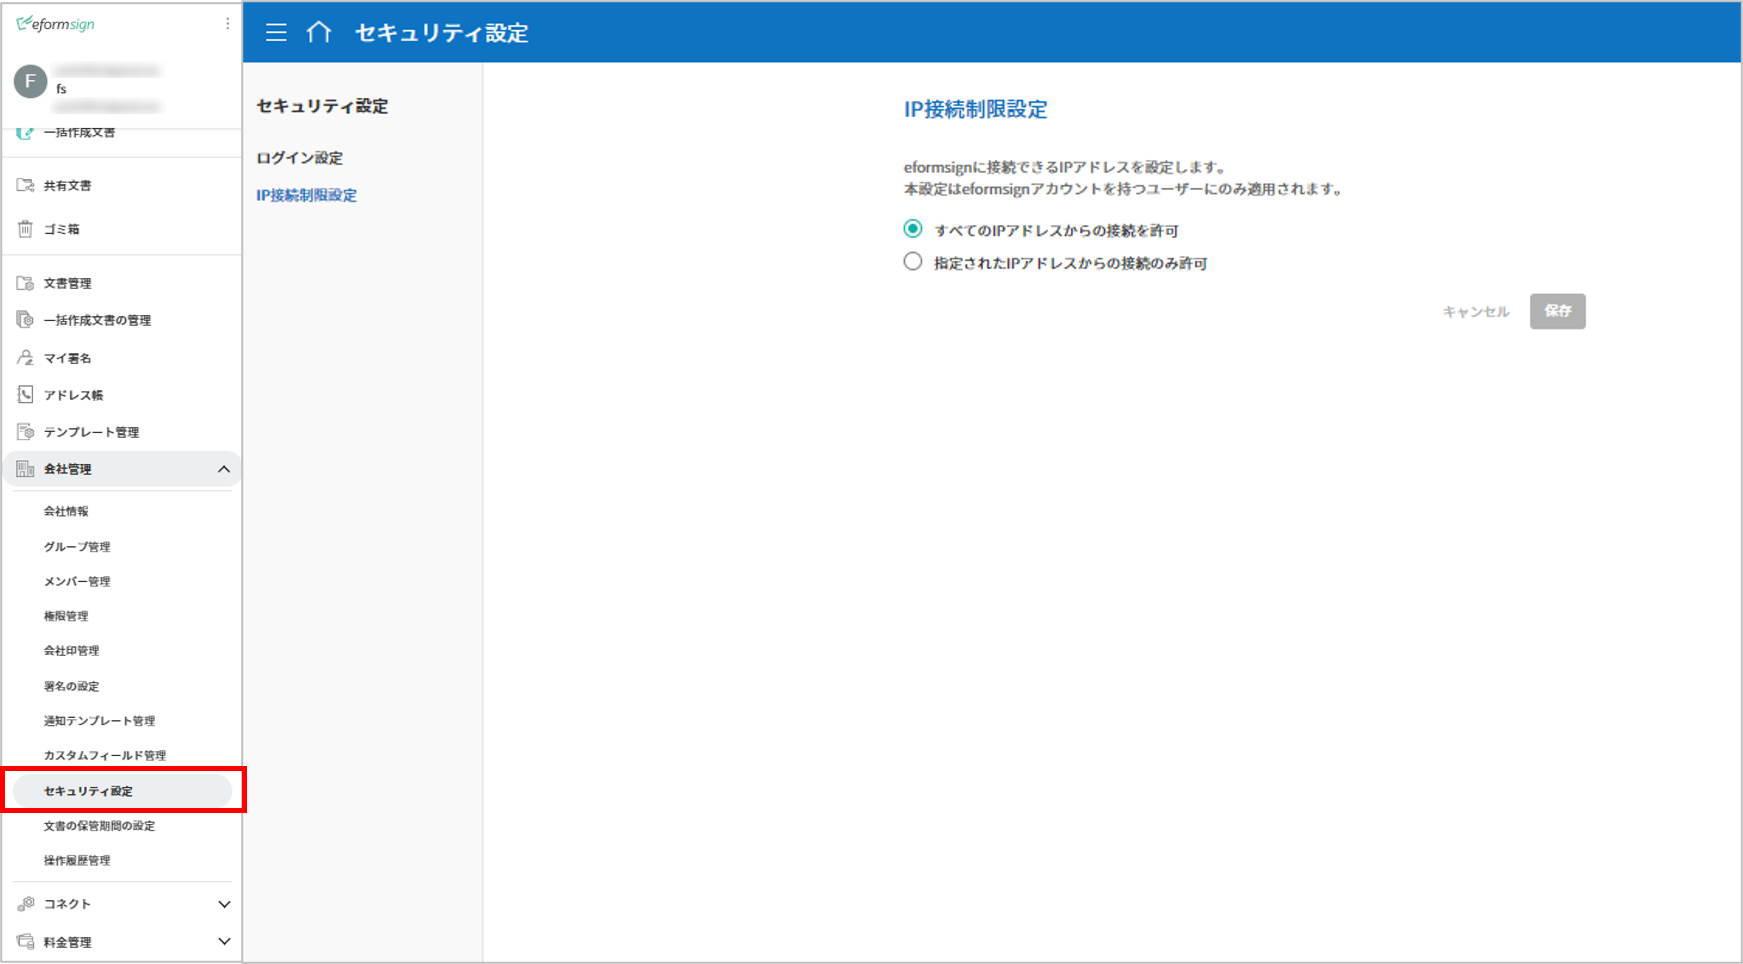 eformsign
F
fs
一括作成文書
共有文書
ゴミ箱
文書管理
一括作成文書の管理
マイ署名
アドレス帳
テンプレート管理
会社管理
会社情報
グループ管理
メンバー管理
権限管理
会社印管理
署名の設定
通知テンプレート管理
カスタムフィールド管理
セキュリティ設定
文書の保管期間の設定
操作履歴管理
コネクト
料金管理
セキュリティ設定
セキュリティ設定
ログイン設定
IP接続制限設定
IP接続制限設定
eformsignに接続できるIPアドレスを設定します。
本設定はeformsignアカウントを持つユーザーにのみ適用されます。
すべてのIPアドレスからの接続を許可
指定されたIPアドレスからの接続のみ許可
キャンセル
保存